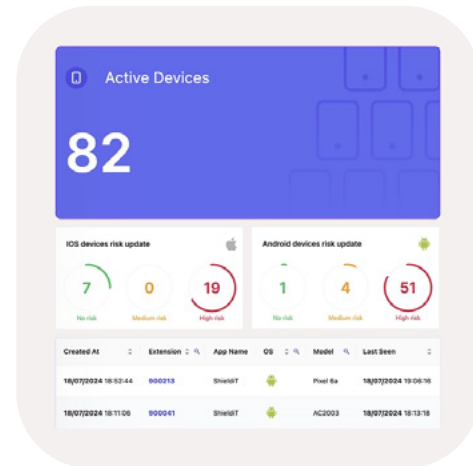 Active Devices
82
IOS devices risk update
7 0 19
No risk Medium risk High risk
Android devices risk update
1 4 51
No risk Medium risk High risk
Created At Extension App Name OS Model Last Seen
18/07/2024 18:52:44 900213 ShieldiT Pixel 6a 18/07/2024 19:06:16
18/07/2024 18:11:06 900041 ShieldiT AC2003 18/07/2024 18:13:18